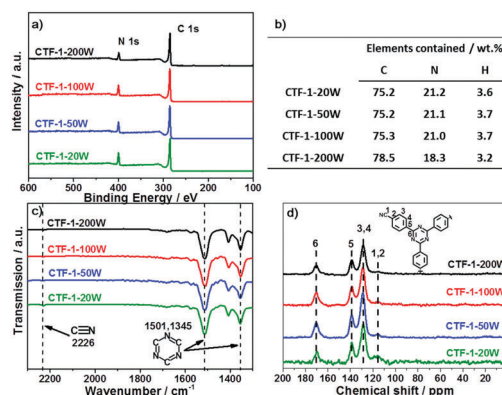 a)
N 1s
C 1s
CTF-1-200W
CTF-1-100W
CTF-1-50W
CTF-1-20W
Intensity / a.u.
600 500 400 300 200 100
Binding Energy / eV
b)
Elements contained / wt.%
C N H
CTF-1-20W 75.2 21.2 3.6
CTF-1-50W 75.2 21.1 3.7
CTF-1-100W 75.3 21.0 3.7
CTF-1-200W 78.5 18.3 3.2
c)
CTF-1-200W
CTF-1-100W
CTF-1-50W
CTF-1-20W
C≡N
2226
1501,1345
N
N N
Transmission / a.u.
2200 2000 1800 1600 1400
Wavenumber / cm-1
d)
6
5
3,4
1,2
NC
1
2
3
4
5
6
CTF-1-200W
CTF-1-100W
CTF-1-50W
CTF-1-20W
200 180 160 140 120 100 80 60 40 20 0
Chemical shift / ppm